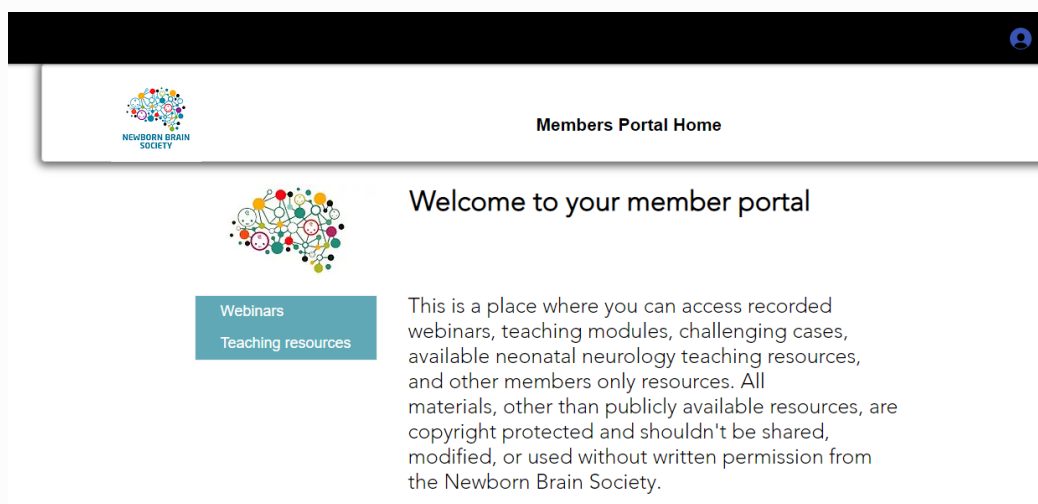 NEWBORN BRAIN
SOCIETY
Members Portal Home
Welcome to your member portal
Webinars
Teaching resources
This is a place where you can access recorded
webinars, teaching modules, challenging cases,
available neonatal neurology teaching resources,
and other members only resources. All
materials, other than publicly available resources, are
copyright protected and shouldn't be shared,
modified, or used without written permission from
the Newborn Brain Society.